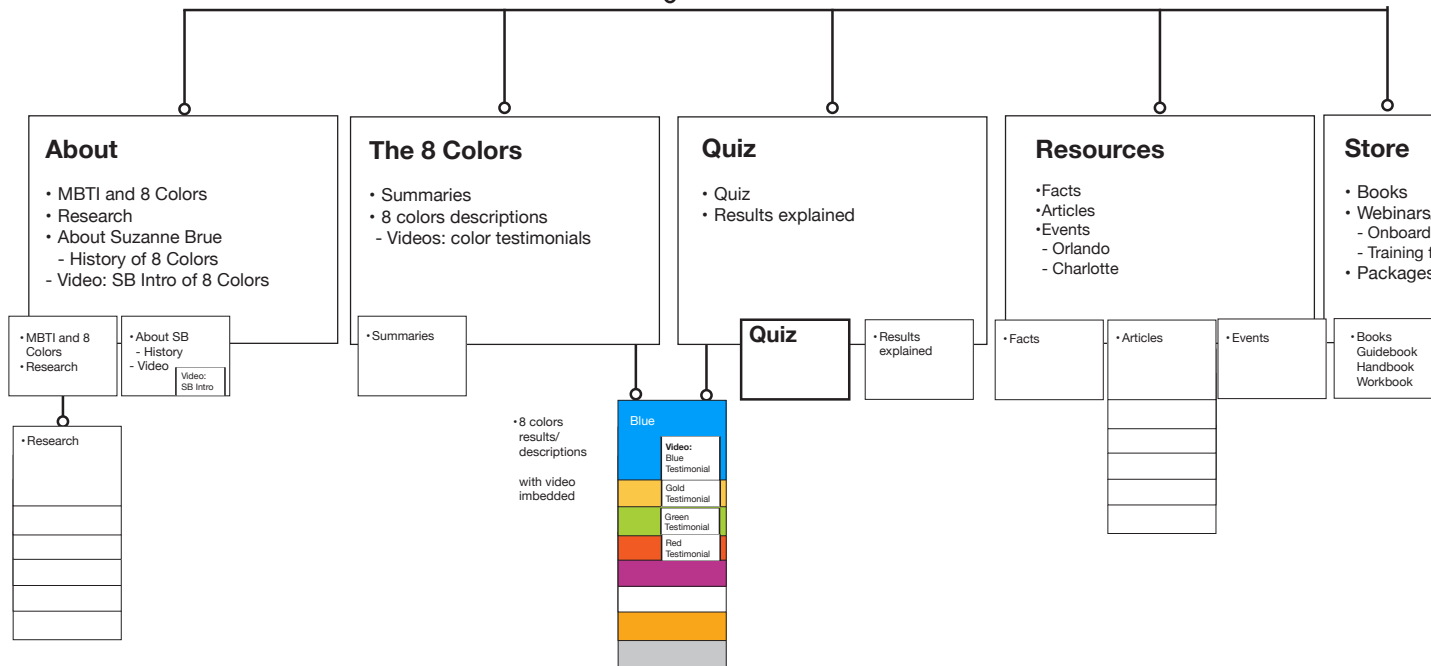 About
• MBTI and 8 Colors
• Research
• About Suzanne Brue
- History of 8 Colors
- Video: SB Intro of 8 Colors
The 8 Colors
• Summaries
• 8 colors descriptions
- Videos: color testimonials
Quiz
• Quiz
• Results explained
Resources
•Facts
•Articles
•Events
- Orlando
- Charlotte
Store
• Books
• Webinars
- Onboard
- Training
• Packages
•MBTI and 8
Colors
•Research
•About SB
- History
- Video
Video:
SB Intro
•Summaries
Quiz
•Results
explained
•Facts
•Articles
•Events
•Books
Guidebook
Handbook
Workbook
•Research
•8 colors
results/
descriptions
with video
imbedded
Blue
Video:
Blue
Testimonial
Gold
Testimonial
Green
Testimonial
Red
Testimonial